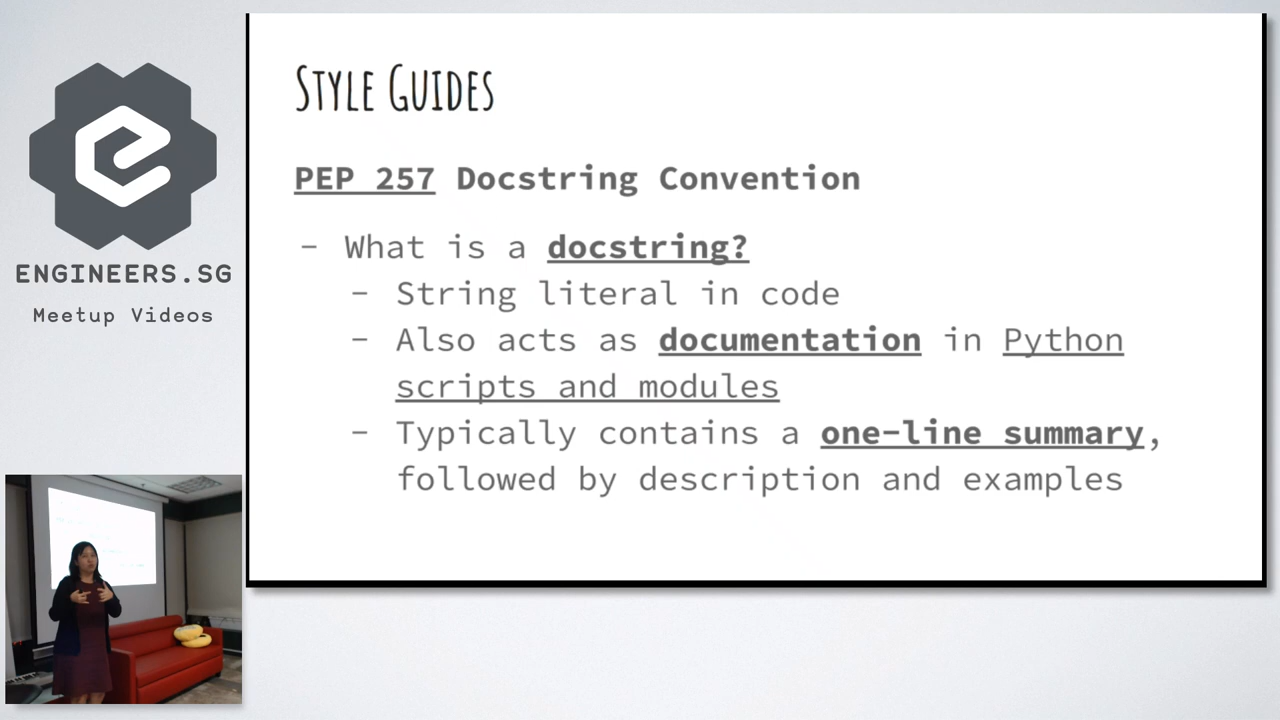 ENGINEERS.SG
Meetup Videos
STYLE GUIDES
PEP 257 Docstring Convention
- What is a docstring?
- String literal in code
- Also acts as documentation in Python
scripts and modules
- Typically contains a one-line summary,
followed by description and examples